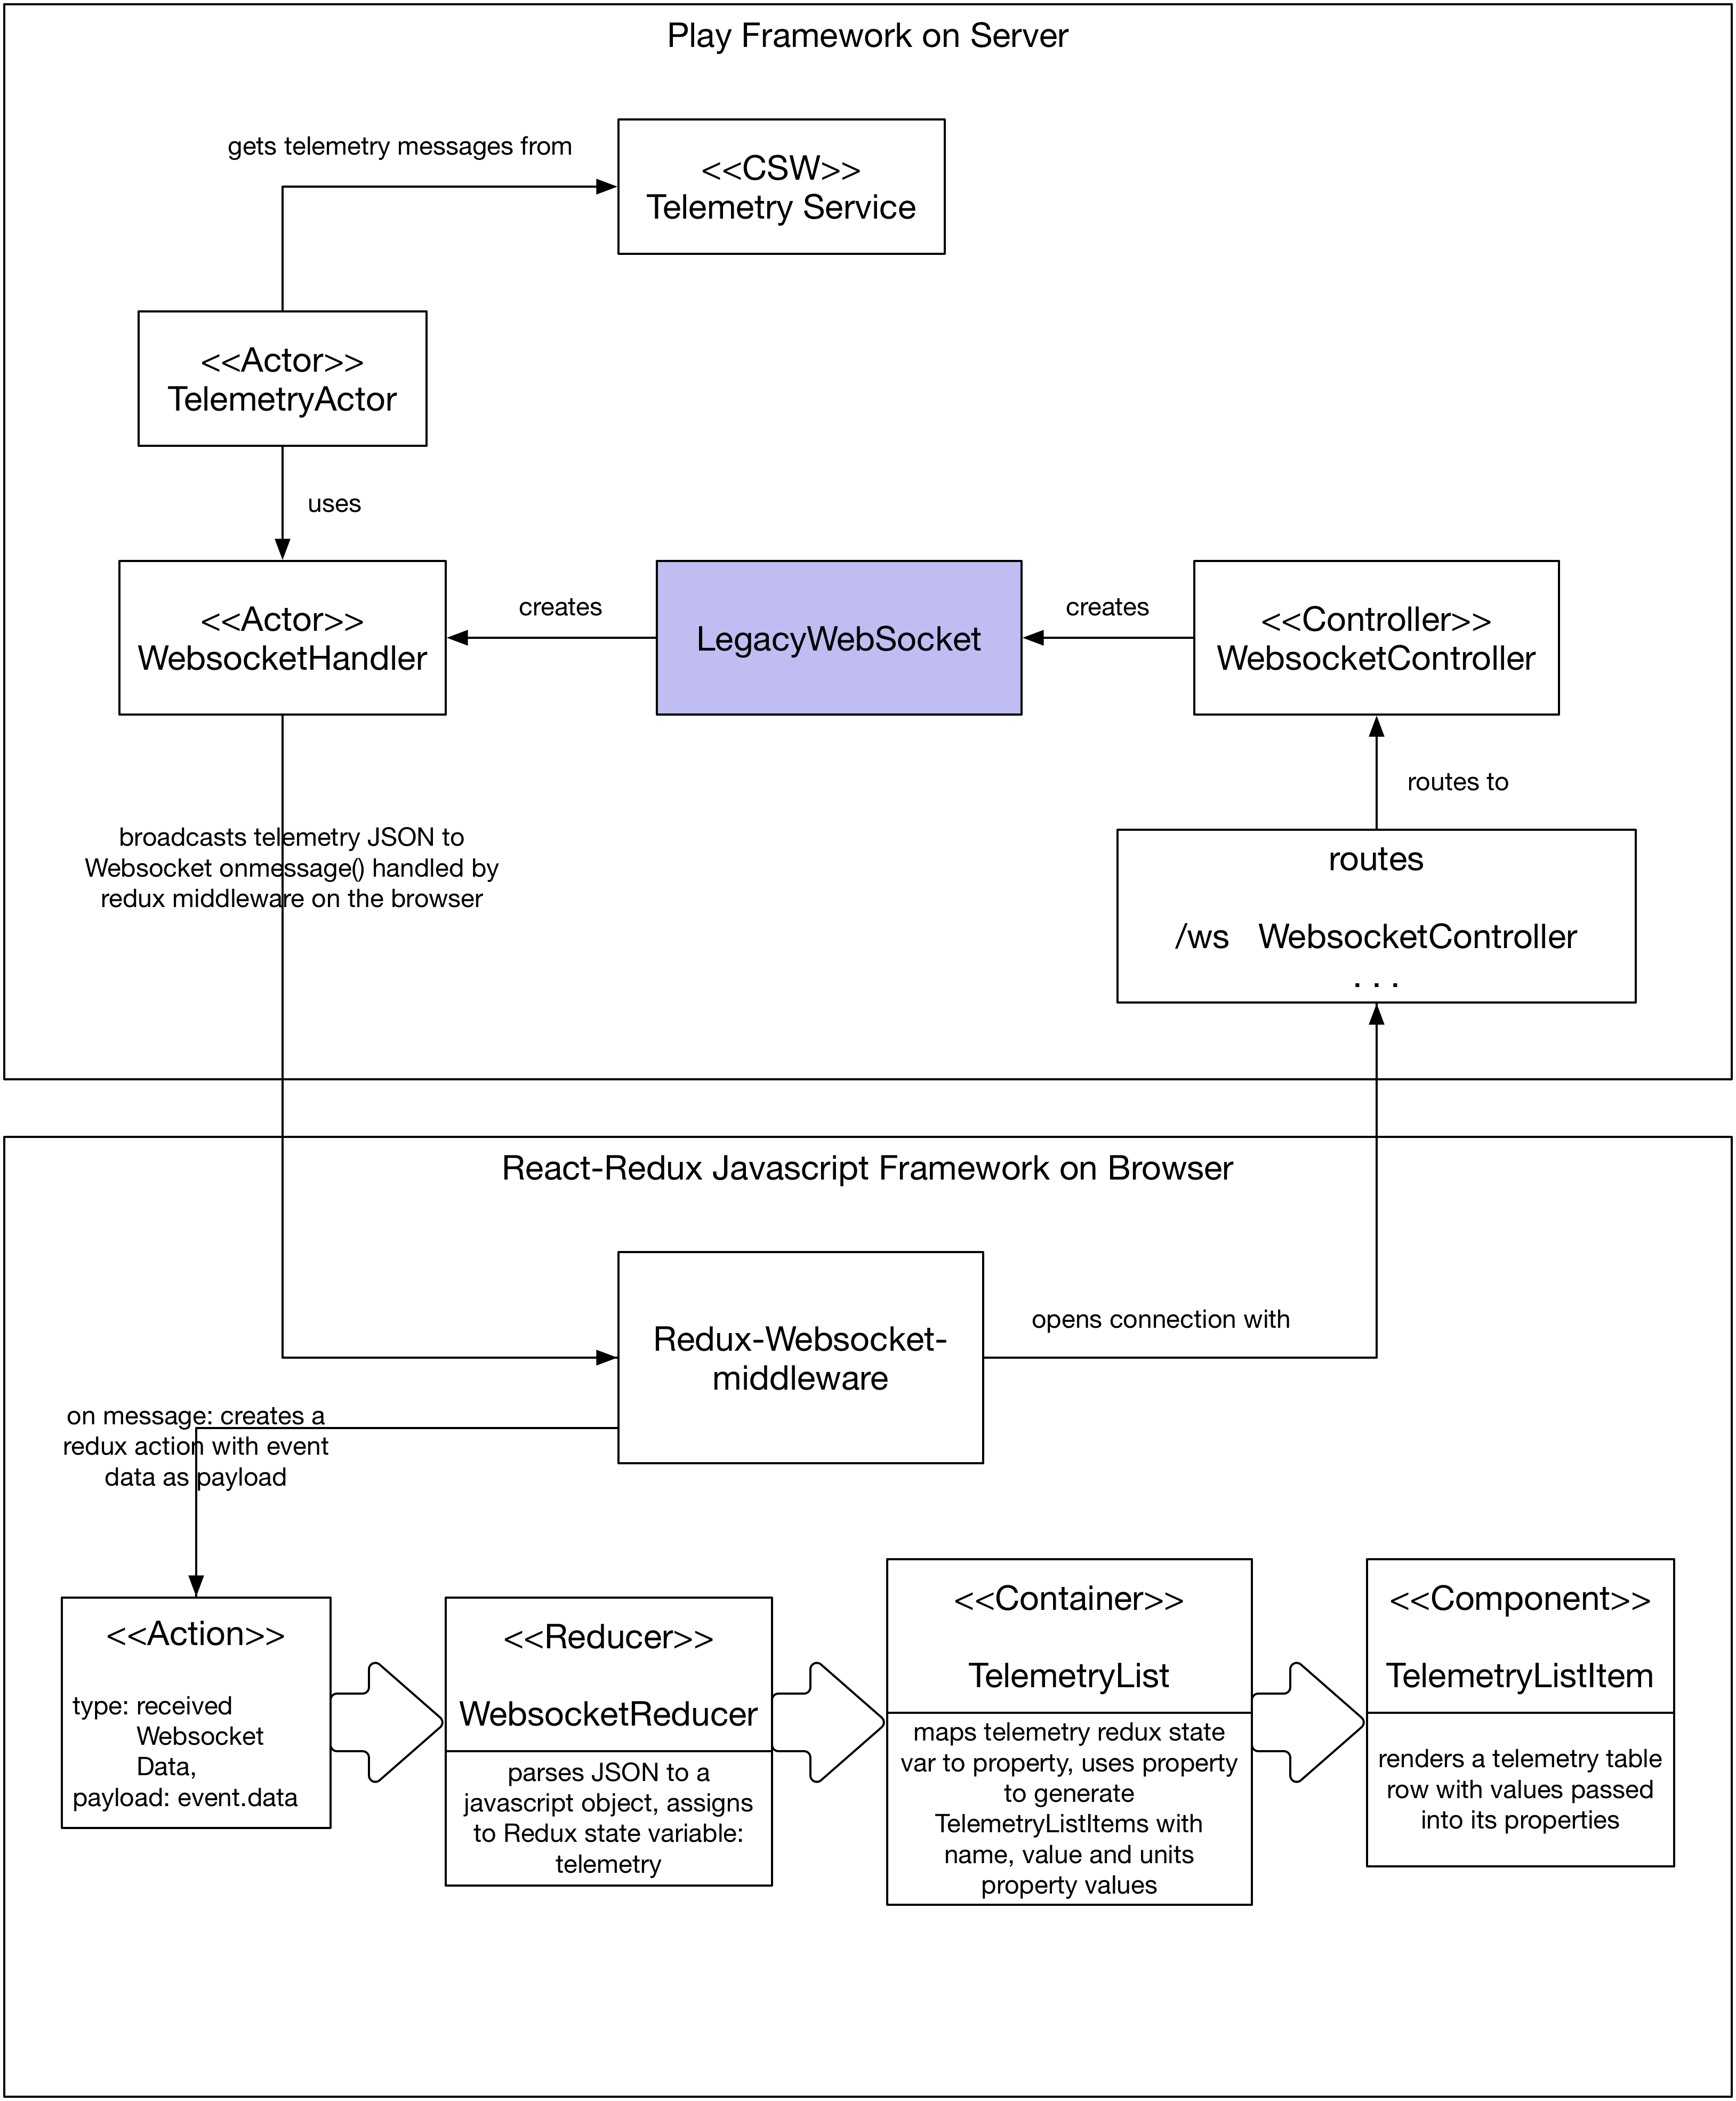 Play Framework on Server
gets telemetry messages from
<<CSW>>
Telemetry Service
<<Actor>>
TelemetryActor
uses
<<Actor>>
WebsocketHandler
creates
LegacyWebSocket
creates
<<Controller>>
WebsocketController
routes to
broadcasts telemetry JSON to
Websocket onmessage() handled by
redux middleware on the browser
routes
/ws WebsocketController
. . .
React-Redux Javascript Framework on Browser
Redux-Websocket-
middleware
opens connection with
on message: creates a
redux action with event
data as payload
<<Action>>
type: received
Websocket
Data,
payload: event.data
<<Reducer>>
WebsocketReducer
parses JSON to a
javascript object, assigns
to Redux state variable:
telemetry
<<Container>>
TelemetryList
maps telemetry redux state
var to property, uses property
to generate
TelemetryListItems with
name, value and units
property values
<<Component>>
TelemetryListItem
renders a telemetry table
row with values passed
into its properties